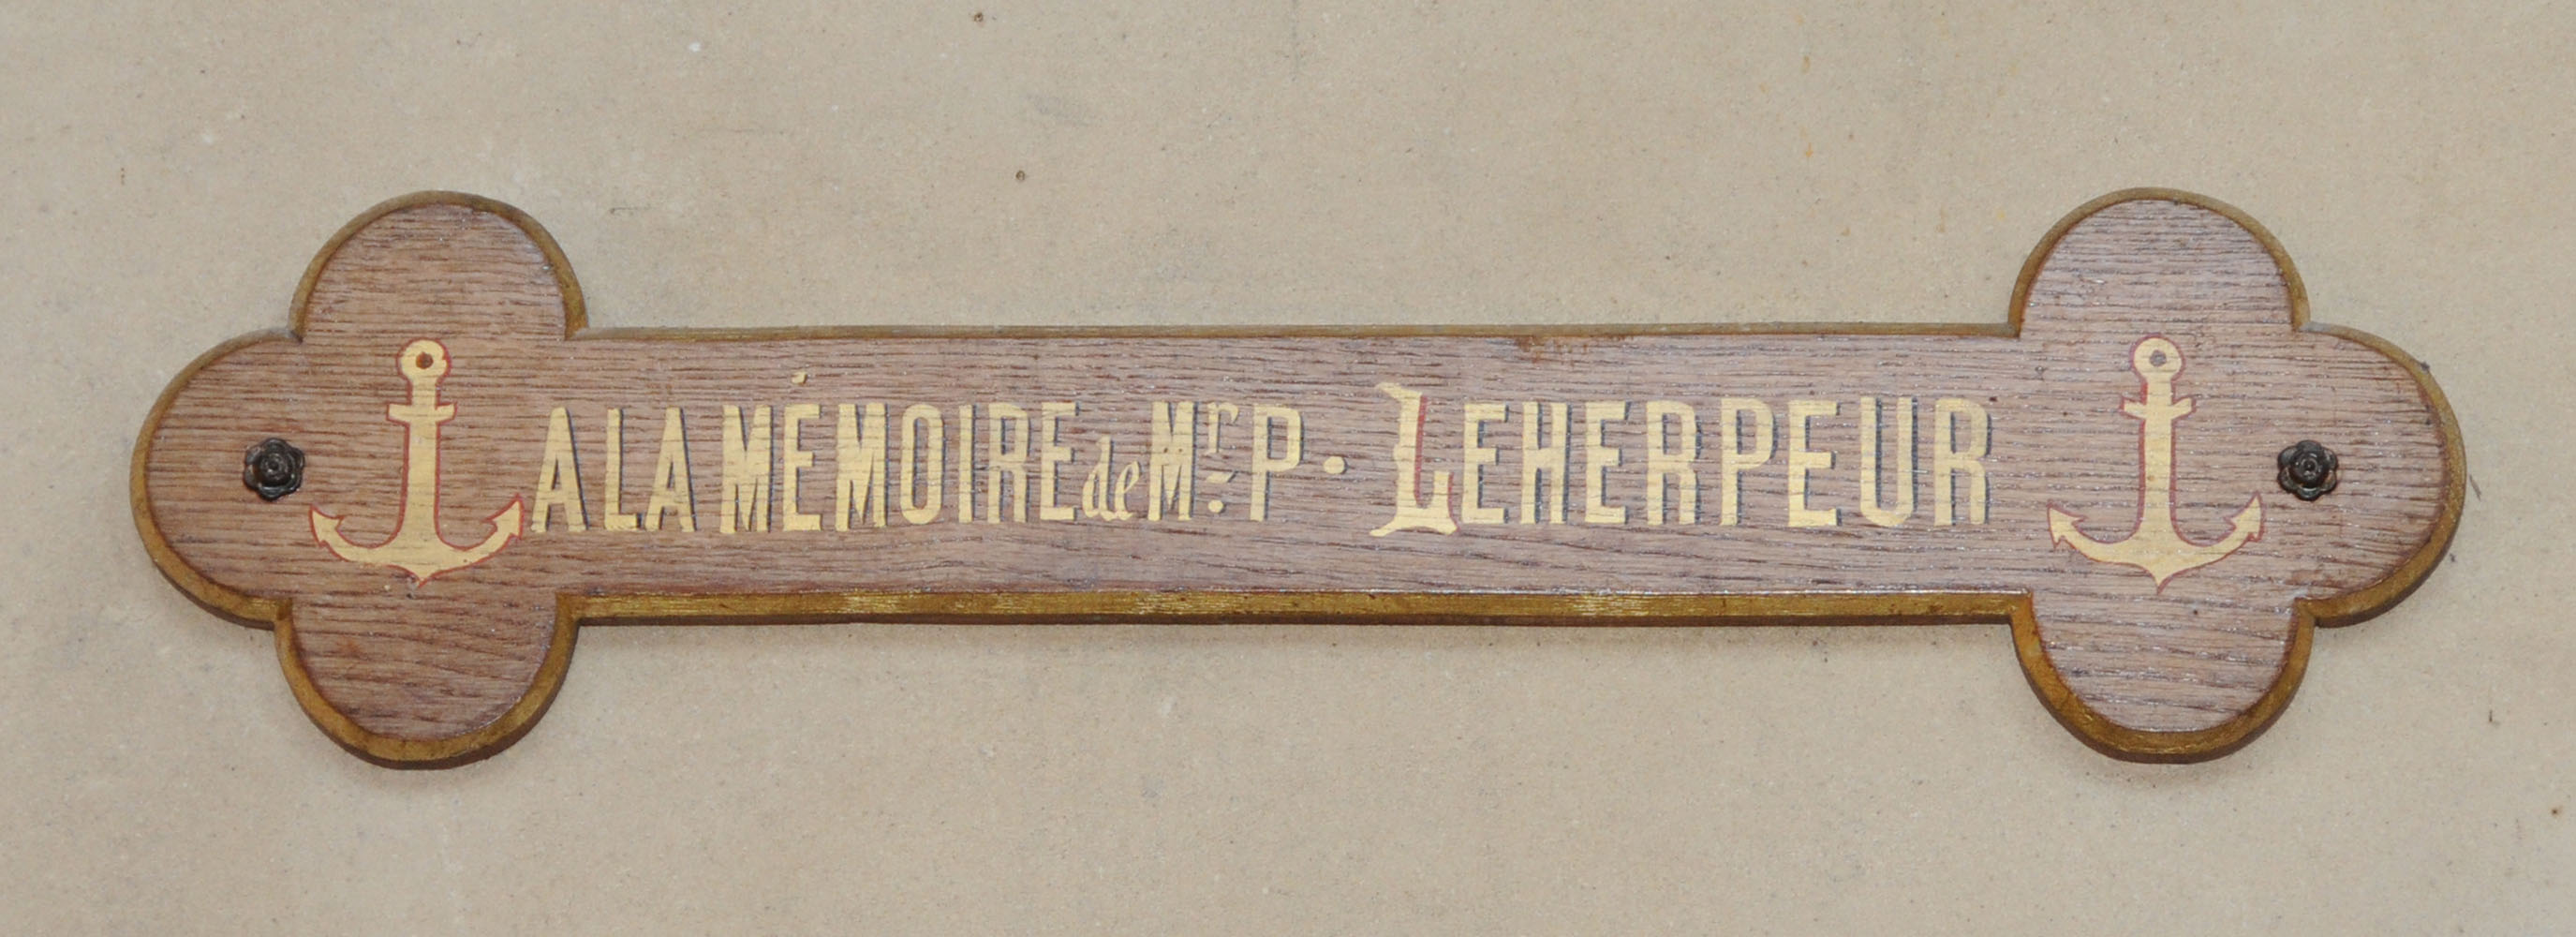 A LA MÉMOIRE de Mr P. LEHERPEUR